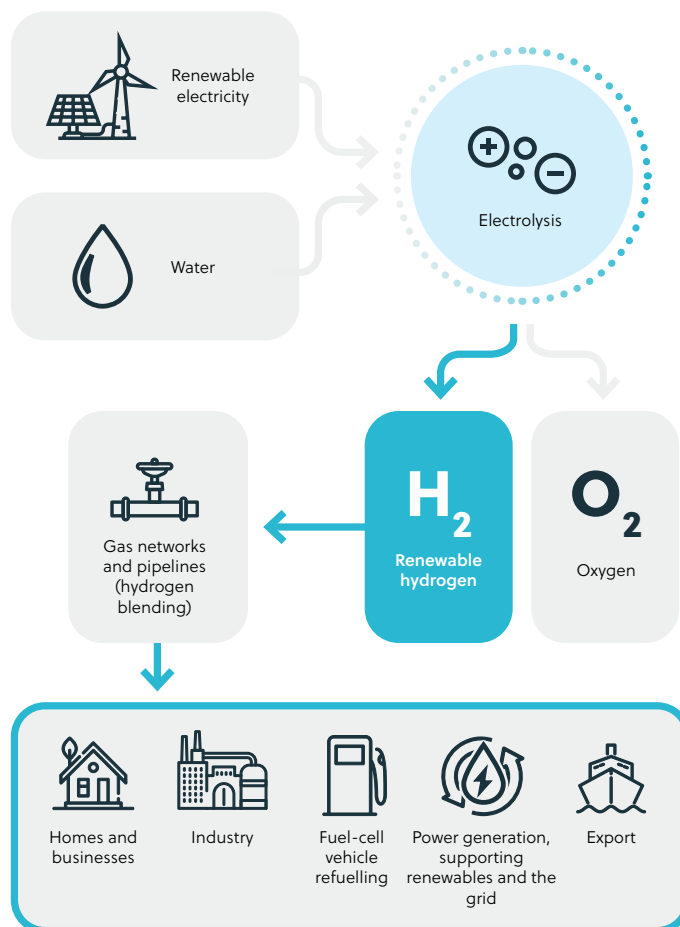 Renewable
electricity
Water
Electrolysis
H2
Renewable
hydrogen
O2
Oxygen
Gas networks
and pipelines
(hydrogen
blending)
Homes and
businesses
Industry
Fuel-cell
vehicle
refuelling
Power generation,
supporting
renewables and the
grid
Export